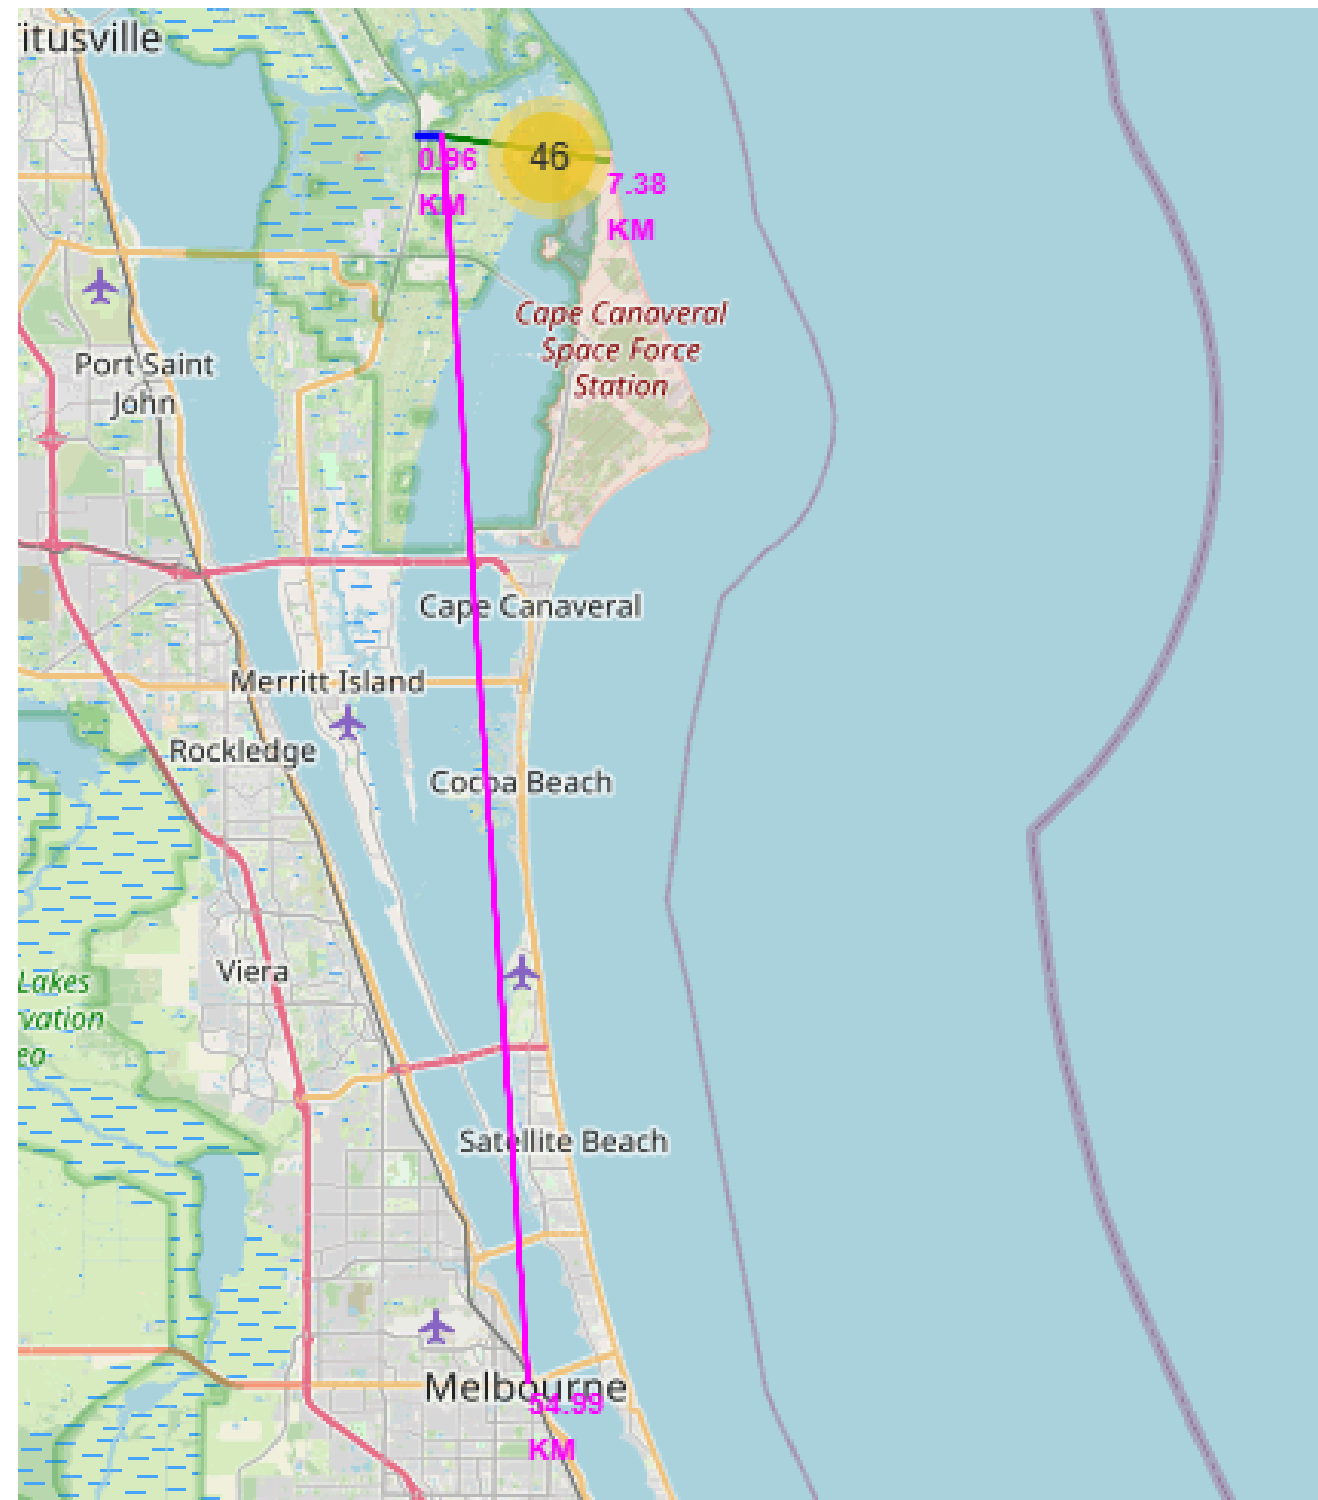 itusville
46
0.96
KM
7.38
KM
Cape Canaveral
Space Force
Station
Port Saint
John
Cape Canaveral
Merritt Island
Rockledge
Cocoa Beach
Viera
Lakes
vation
ea
Satellite Beach
Melbourne
54.99
KM